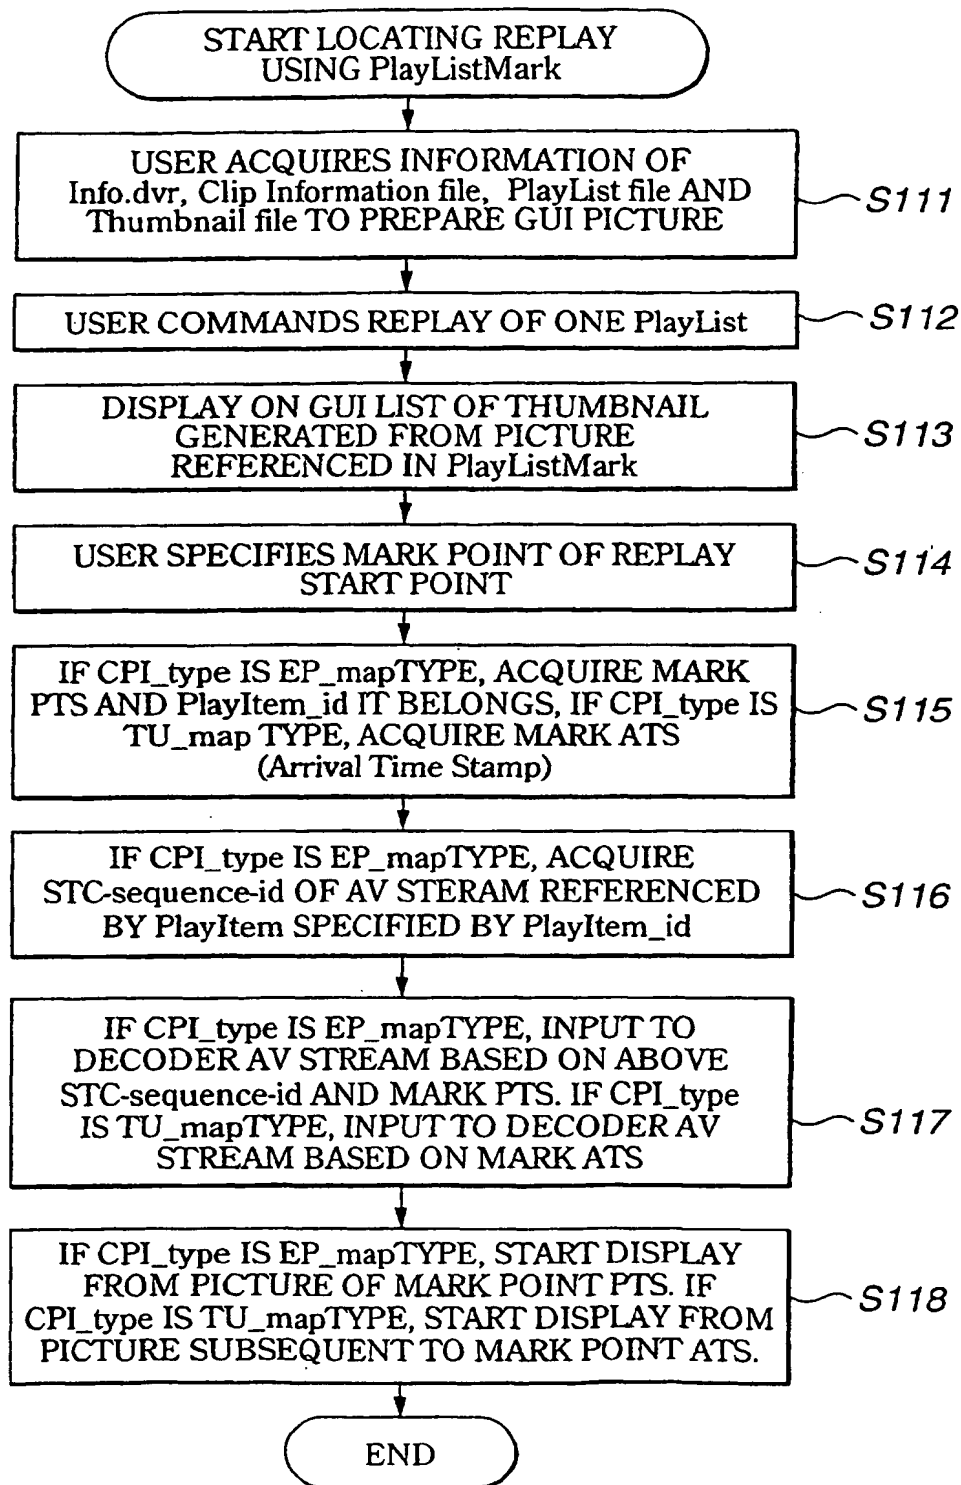 START LOCATING REPLAY
USING PlayListMark
USER ACQUIRES INFORMATION OF
Info.dvr, Clip Information file, PlayList file AND
Thumbnail file TO PREPARE GUI PICTURE
S111
USER COMMANDS REPLAY OF ONE PlayList
S112
DISPLAY ON GUI LIST OF THUMBNAIL
GENERATED FROM PICTURE
REFERENCED IN PlayListMark
S113
USER SPECIFIES MARK POINT OF REPLAY
START POINT
S114
IF CPI_type IS EP_mapTYPE, ACQUIRE MARK
PTS AND PlayItem_id IT BELONGS, IF CPI_type IS
TU_map TYPE, ACQUIRE MARK ATS
(Arrival Time Stamp)
S115
IF CPI_type IS EP_mapTYPE, ACQUIRE
STC-sequence-id OF AV STERAM REFERENCED
BY PlayItem SPECIFIED BY PlayItem_id
S116
IF CPI_type IS EP_mapTYPE, INPUT TO
DECODER AV STREAM BASED ON ABOVE
STC-sequence-id AND MARK PTS. IF CPI_type
IS TU_mapTYPE, INPUT TO DECODER AV
STREAM BASED ON MARK ATS
S117
IF CPI_type IS EP_mapTYPE, START DISPLAY
FROM PICTURE OF MARK POINT PTS. IF
CPI_type IS TU_mapTYPE, START DISPLAY FROM
PICTURE SUBSEQUENT TO MARK POINT ATS.
S118
END